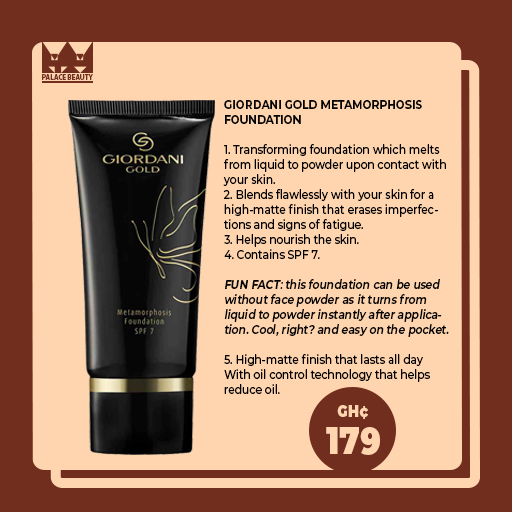 PALACE BEAUTY
GIORDANI GOLD METAMORPHOSIS
FOUNDATION
1. Transforming foundation which melts
from liquid to powder upon contact with
your skin.
2. Blends flawlessly with your skin for a
high-matte finish that erases imperfec-
tions and signs of fatigue.
3. Helps nourish the skin.
4. Contains SPF 7.
FUN FACT: this foundation can be used
without face powder as it turns from
liquid to powder instantly after applica-
tion. Cool, right? and easy on the pocket.
5. High-matte finish that lasts all day
With oil control technology that helps
reduce oil.
GH¢
179
GIORDANI
GOLD
Metamorphosis
Foundation
SPF 7